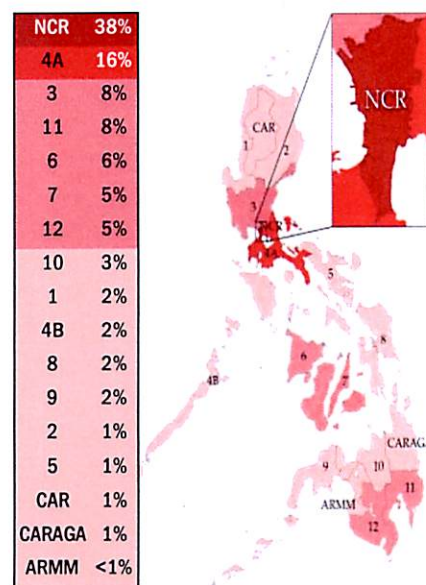 NCR 38%
4A 16%
3 8%
11 8%
6 6%
7 5%
12 5%
10 3%
1 2%
4B 2%
8 2%
9 2%
2 1%
5 1%
CAR 1%
CARAGA 1%
ARMM <1%
NCR
CAR
1
2
3
NCR
4A
5
8
6
7
4B
CARAGA
9
10
11
ARMM
12